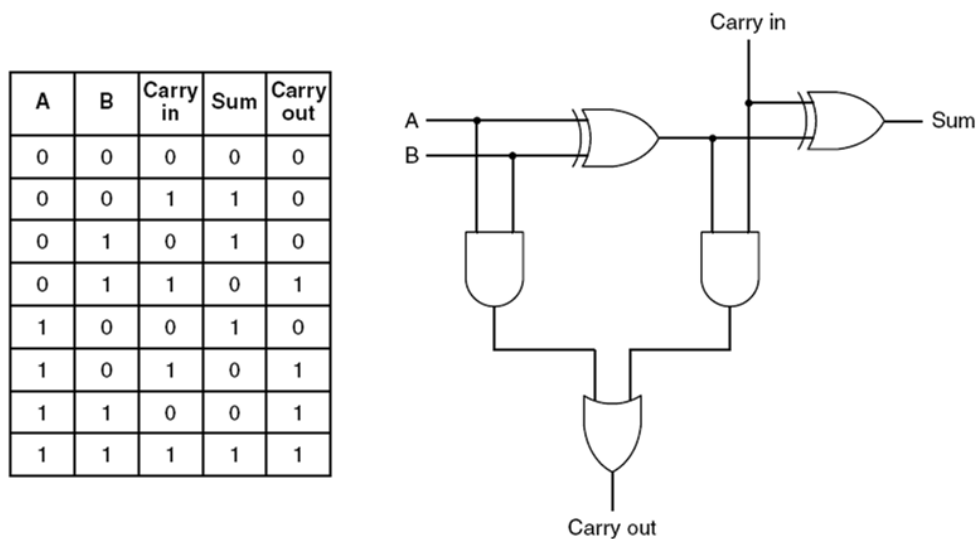 A B Carry in Sum Carry out
0 0 0 0 0
0 0 1 1 0
0 1 0 1 0
0 1 1 0 1
1 0 0 1 0
1 0 1 0 1
1 1 0 0 1
1 1 1 1 1
Carry in
A
B
Sum
Carry out